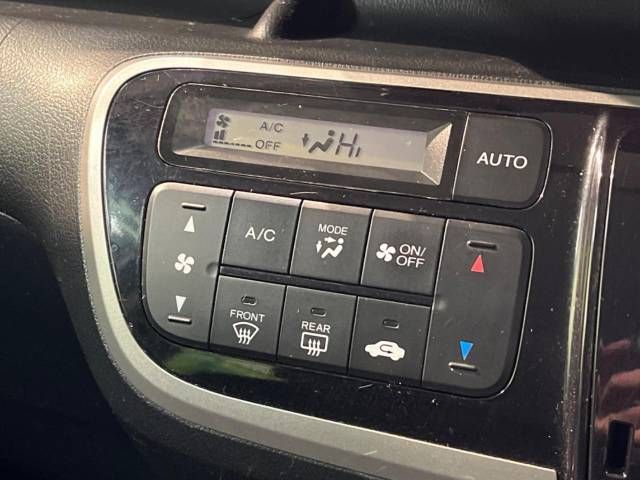 A/C
OFF
Hi
AUTO
A/C
MODE
ON/
OFF
FRONT
REAR